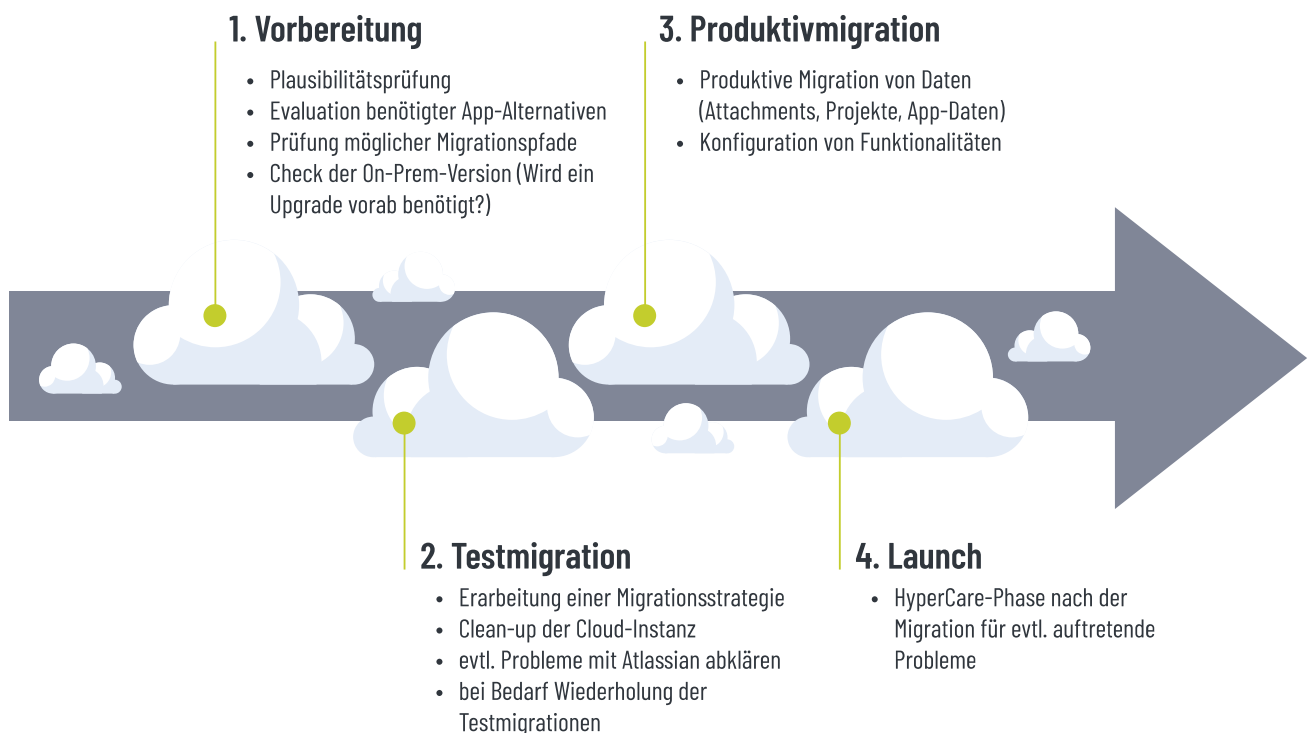 1. Vorbereitung
• Plausibilitätsprüfung
• Evaluation benötigter App-Alternativen
• Prüfung möglicher Migrationspfade
• Check der On-Prem-Version (Wird ein
Upgrade vorab benötigt?)
3. Produktivmigration
• Produktive Migration von Daten
(Attachments, Projekte, App-Daten)
• Konfiguration von Funktionalitäten
2. Testmigration
• Erarbeitung einer Migrationsstrategie
• Clean-up der Cloud-Instanz
• evtl. Probleme mit Atlassian abklären
• bei Bedarf Wiederholung der
Testmigrationen
4. Launch
• HyperCare-Phase nach der
Migration für evtl. auftretende
Probleme